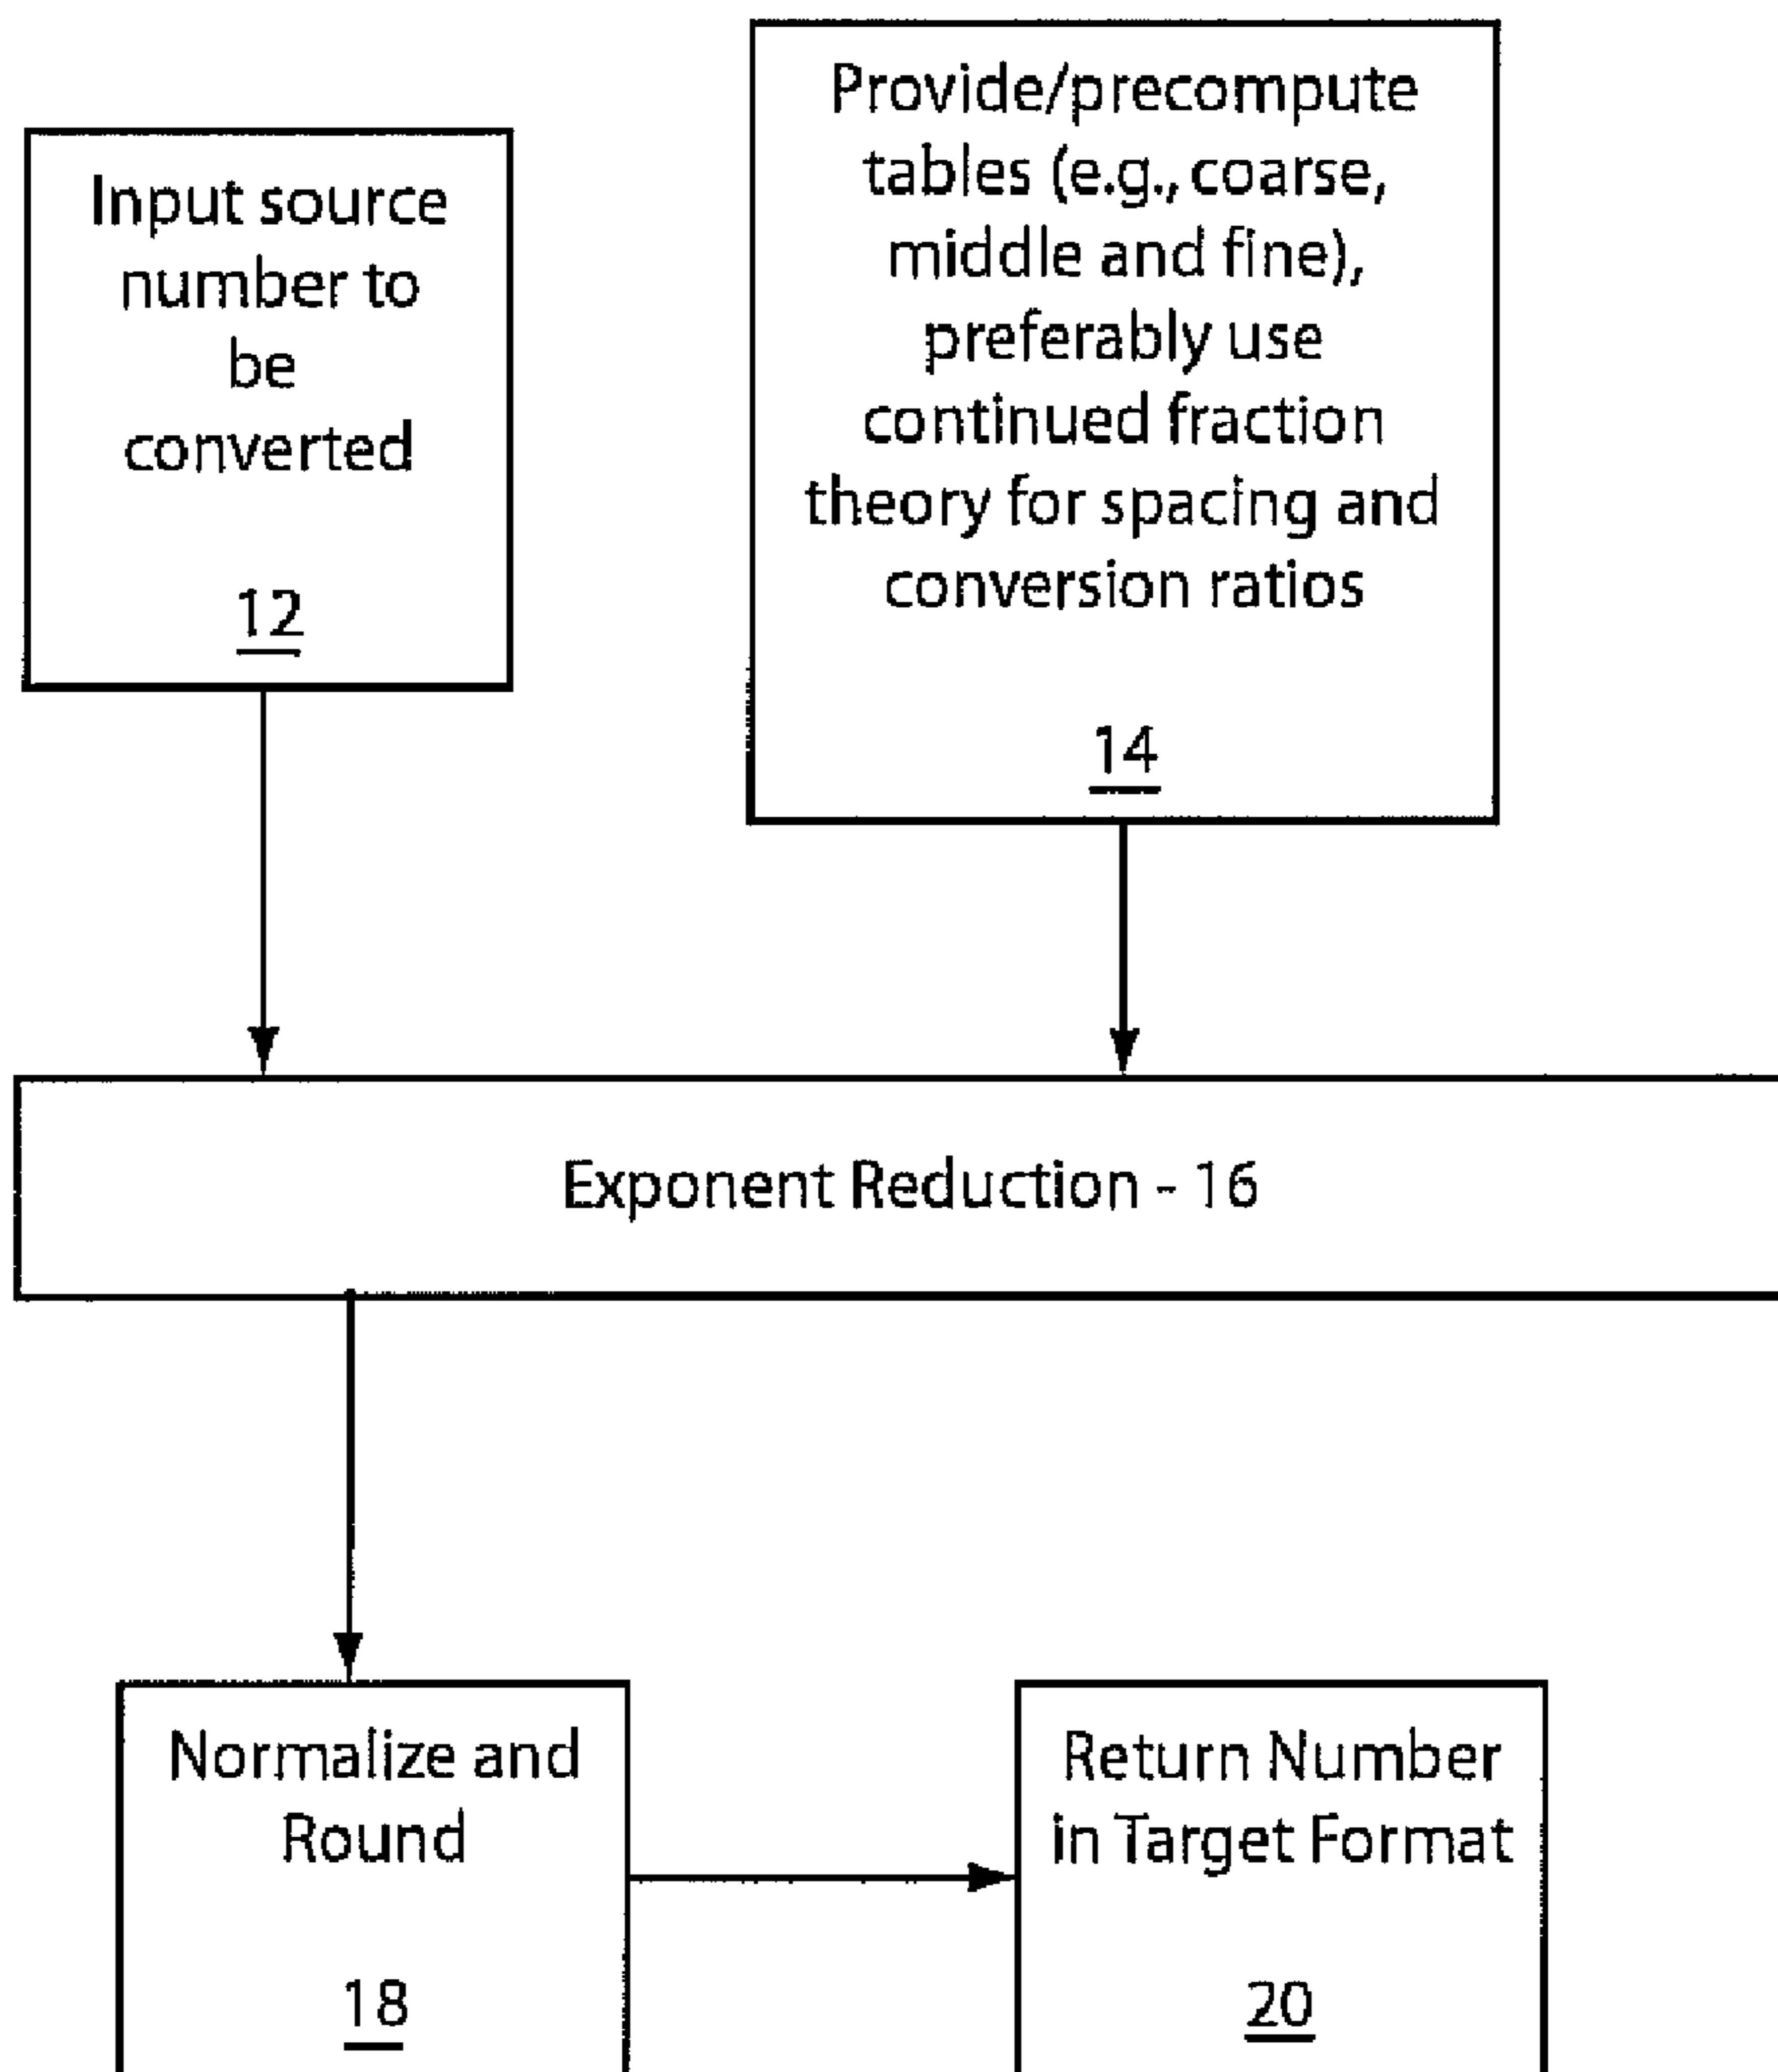 Input source
number to
be
converted
12
Provide/precompute
tables (e.g., coarse,
middle and fine),
preferably use
continued fraction
theory for spacing and
conversion ratios
14
Exponent Reduction - 16
Normalize and
Round
18
Return Number
in Target Format
20